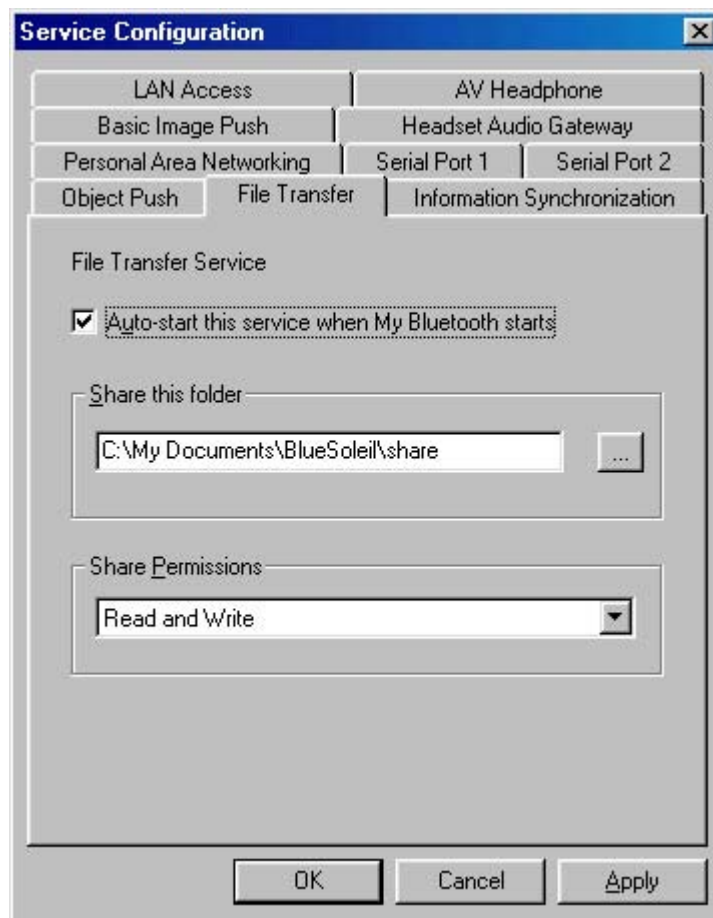 Service Configuration
LAN Access
AV Headphone
Basic Image Push
Headset Audio Gateway
Personal Area Networking
Serial Port 1
Serial Port 2
Object Push
File Transfer
Information Synchronization
File Transfer Service
Auto-start this service when My Bluetooth starts
Share this folder
C:\My Documents\BlueSoleil\share
...
Share Permissions
Read and Write
OK
Cancel
Apply